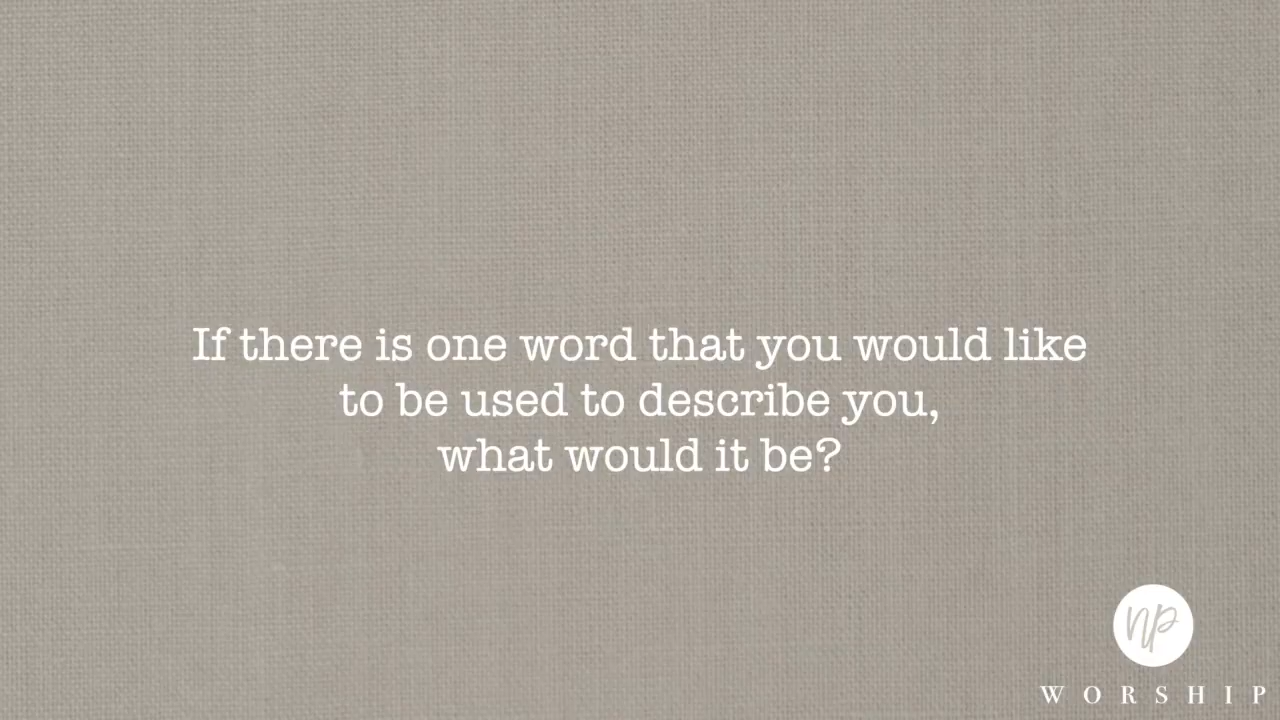 If there is one word that you would like
to be used to describe you,
what would it be?
np
WORSHIP